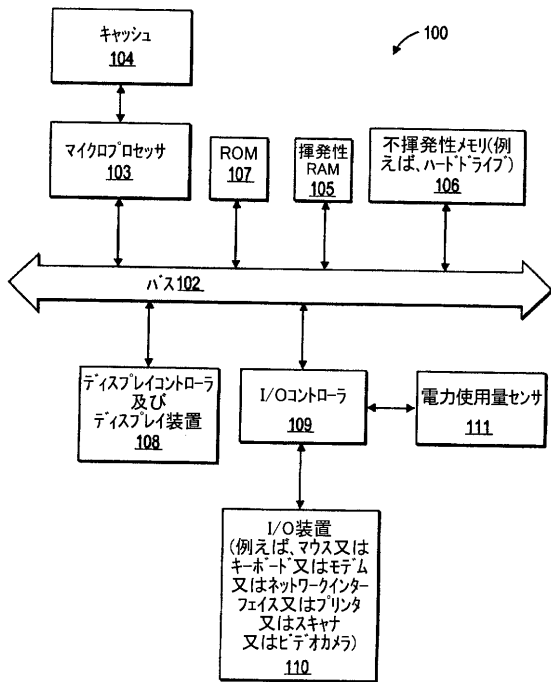 キャッシュ
104
100
マイクロプロセッサ
103
ROM
107
揮発性
RAM
105
不揮発性メモリ(例
えば、ハードドライブ)
106
バス102
ディスプレイコントローラ
及び
ディスプレイ装置
108
I/Oコントローラ
109
電力使用量センサ
111
I/O装置
(例えば、マウス又は
キーボード又はモデム
又はネットワークインター
フェイス又はプリンタ
又はスキャナ
又はビデオカメラ)
110